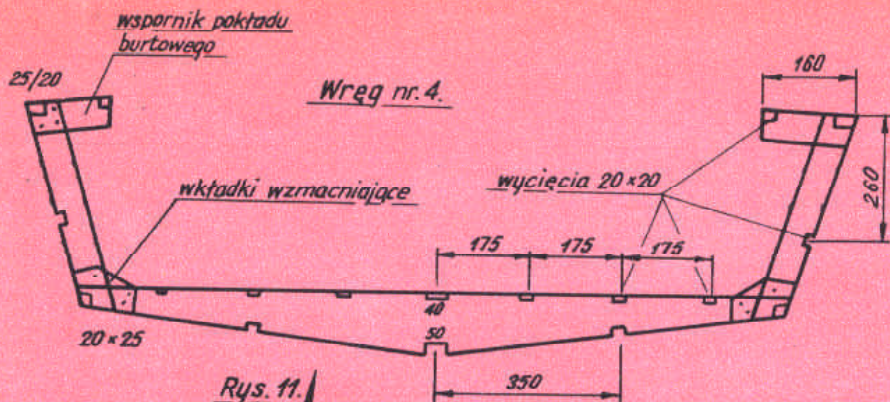 wspornik pokładu
burtowego
25/20
Wręg nr. 4.
160
wkładki wzmacniające
wycięcia 20×20
260
175
175
175
40
50
20×25
350
Rys. 11.